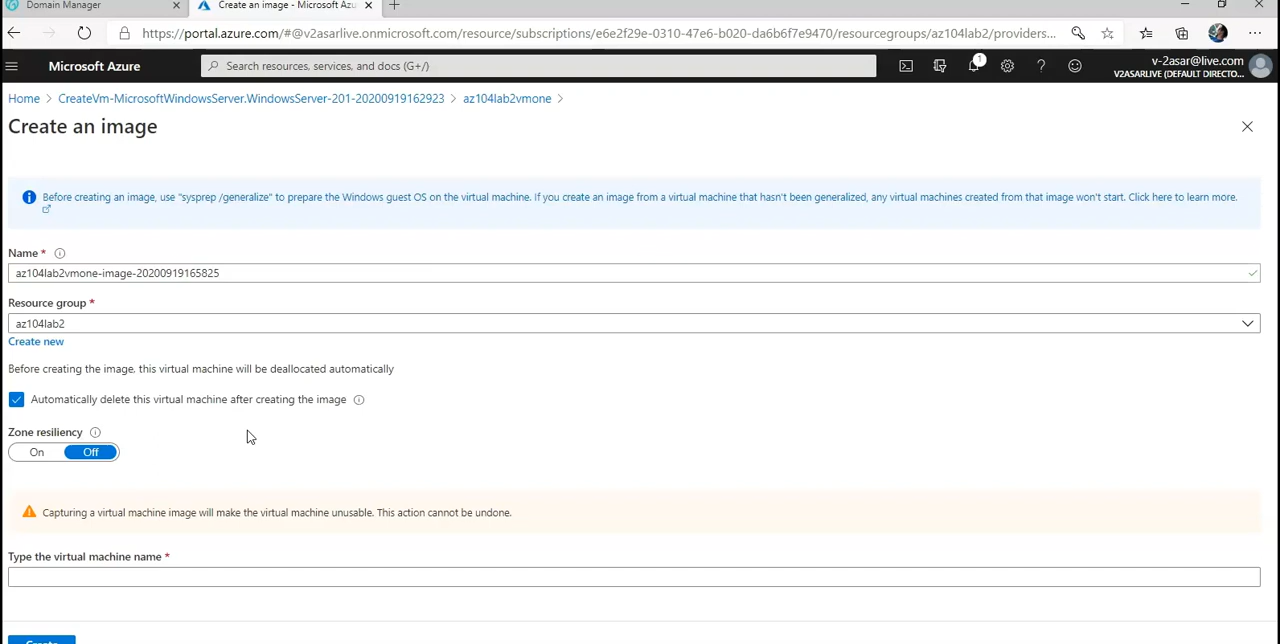 Domain Manager
Create an image - Microsoft Azu
https://portal.azure.com/#@v2asarlive.onmicrosoft.com/resource/subscriptions/e6e2f29e-0310-47e6-b020-da6b6f7e9470/resourcegroups/az104lab2/providers...
Microsoft Azure
Search resources, services, and docs (G+/)
1
v-2asar@live.com
V2ASARLIVE (DEFAULT DIRECTO...
Home > CreateVm-MicrosoftWindowsServer.WindowsServer-201-20200919162923 > az104lab2vmone >
Create an image
Before creating an image, use "sysprep /generalize" to prepare the Windows guest OS on the virtual machine. If you create an image from a virtual machine that hasn't been generalized, any virtual machines created from that image won't start. Click here to learn more.
Name *
az104lab2vmone-image-20200919165825
Resource group *
az104lab2
Create new
Before creating the image, this virtual machine will be deallocated automatically
Automatically delete this virtual machine after creating the image
Zone resiliency
On Off
Capturing a virtual machine image will make the virtual machine unusable. This action cannot be undone.
Type the virtual machine name *
Create